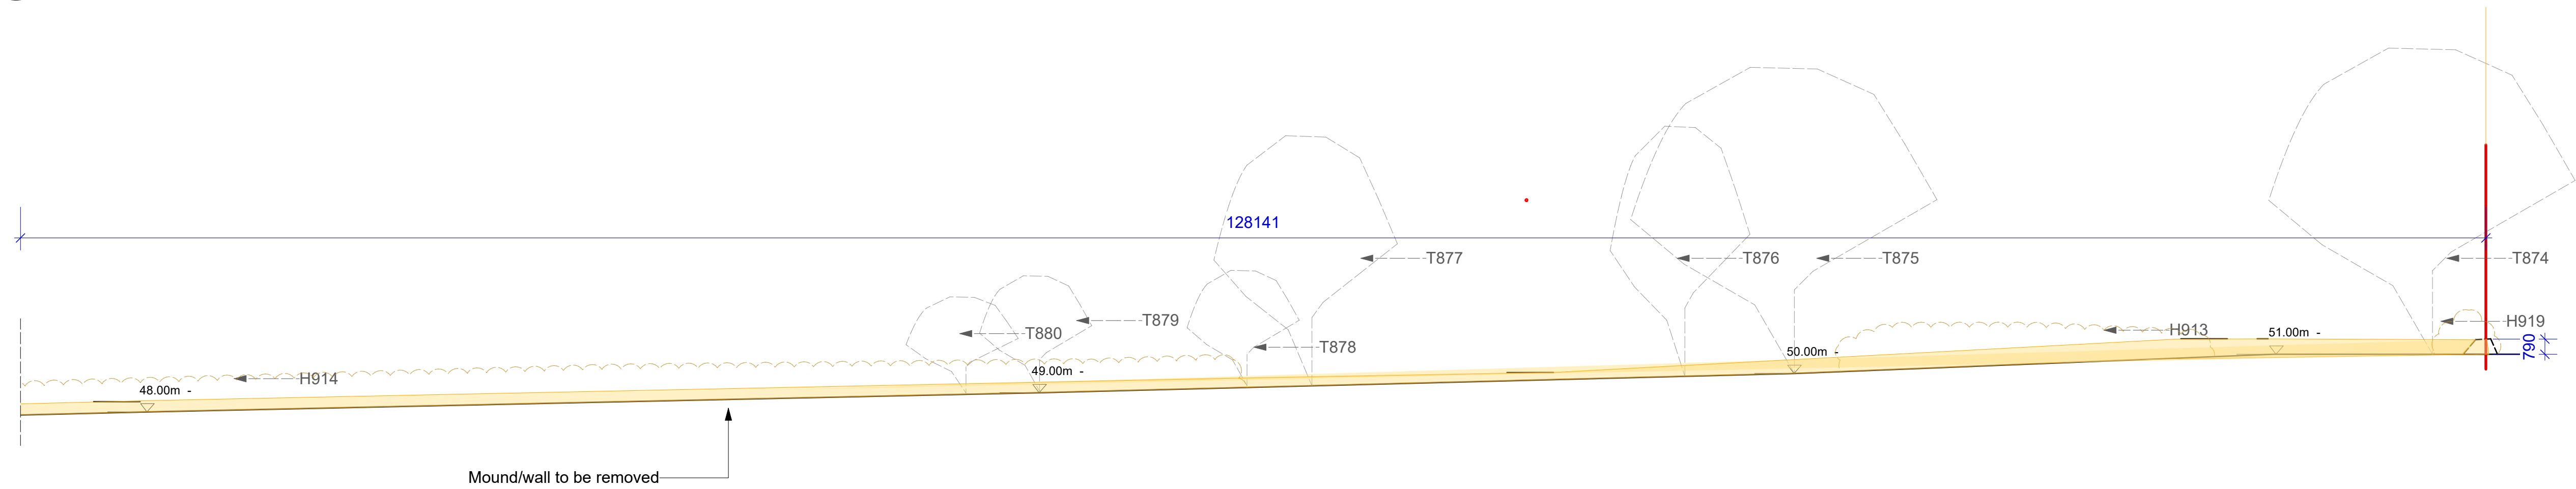 128141
T877
T876
T875
T874
T880
T879
T878
H913
H919
51.00m -
790
50.00m -
49.00m -
H914
48.00m -
Mound/wall to be removed